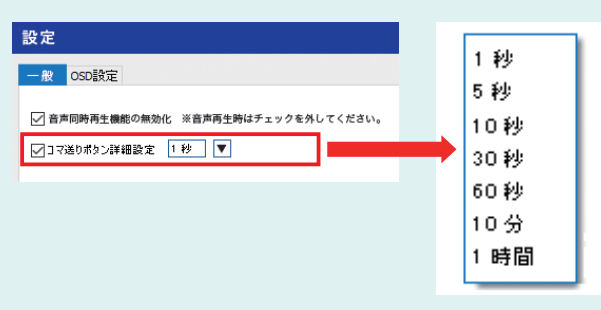 設定
一般 OSD設定
音声同時再生機能の無効化 ※音声再生時はチェックを外してください。
コマ送りボタン詳細設定 1 秒 ▼
1 秒
5 秒
10 秒
30 秒
60 秒
10 分
1 時間